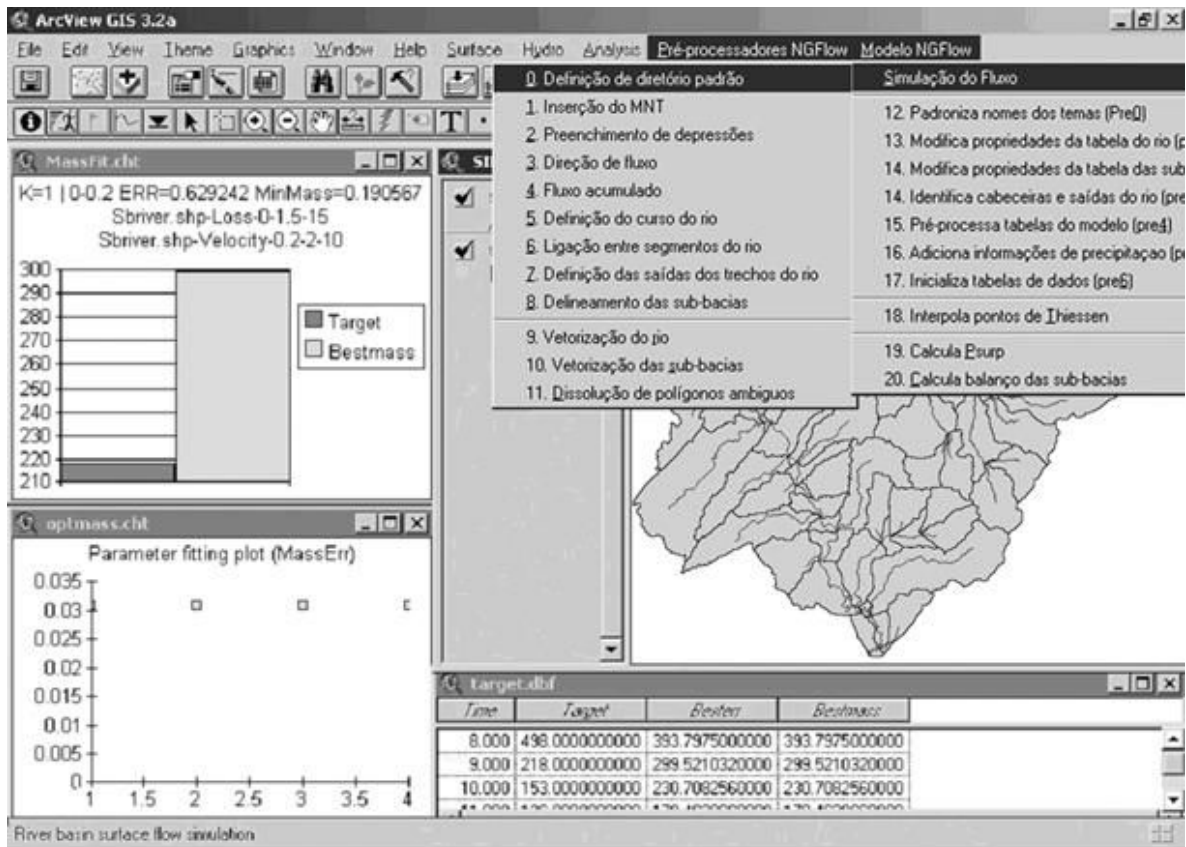 ArcView GIS 3.2a
File Edit View Theme Graphics Window Help Surface Hydro Analysis Pré-processadores NGFlow Modelo NGFlow
0. Definição de diretório padrão
1. Inserção do MNT
2. Preenchimento de depressões
3. Direção de fluxo
4. Fluxo acumulado
5. Definição do curso do rio
6. Ligação entre segmentos do rio
7. Definição das saídas dos trechos do rio
8. Delineamento das sub-bacias
9. Vetorização do rio
10. Vetorização das sub-bacias
11. Dissolução de polígonos ambiguos
Simulação do Fluxo
12. Padroniza nomes dos temas (Pre0)
13. Modifica propriedades da tabela do rio (p
14. Modifica propriedades da tabela das sub
14. Identifica cabeceiras e saídas do rio (pre
15. Pré-processa tabelas do modelo (pre4)
16. Adiciona informações de precipitaçao (p
17. Inicializa tabelas de dados (pre6)
18. Interpola pontos de Thiessen
19. Calcula Psurp
20. Calcula balanço das sub-bacias
MassFit.cht
K=1 | 0-0.2 ERR=0.629242 MinMass=0.190567
Sbriver.shp-Loss-0-1.5-15
Sbriver.shp-Velocity-0.2-2-10
300
290
280
270
260
250
240
230
220
210
Target
Bestmass
optmass.cht
Parameter fitting plot (MassErr)
0.035
0.03
0.025
0.02
0.015
0.01
0.005
0
1 1.5 2 2.5 3 3.5 4
target.dbf
Time Target Besterr Bestmass
8.000 498.0000000000 393.7975000000 393.7975000000
9.000 218.0000000000 299.5210320000 299.5210320000
10.000 153.0000000000 230.7082560000 230.7082560000
River basin surface flow simulation